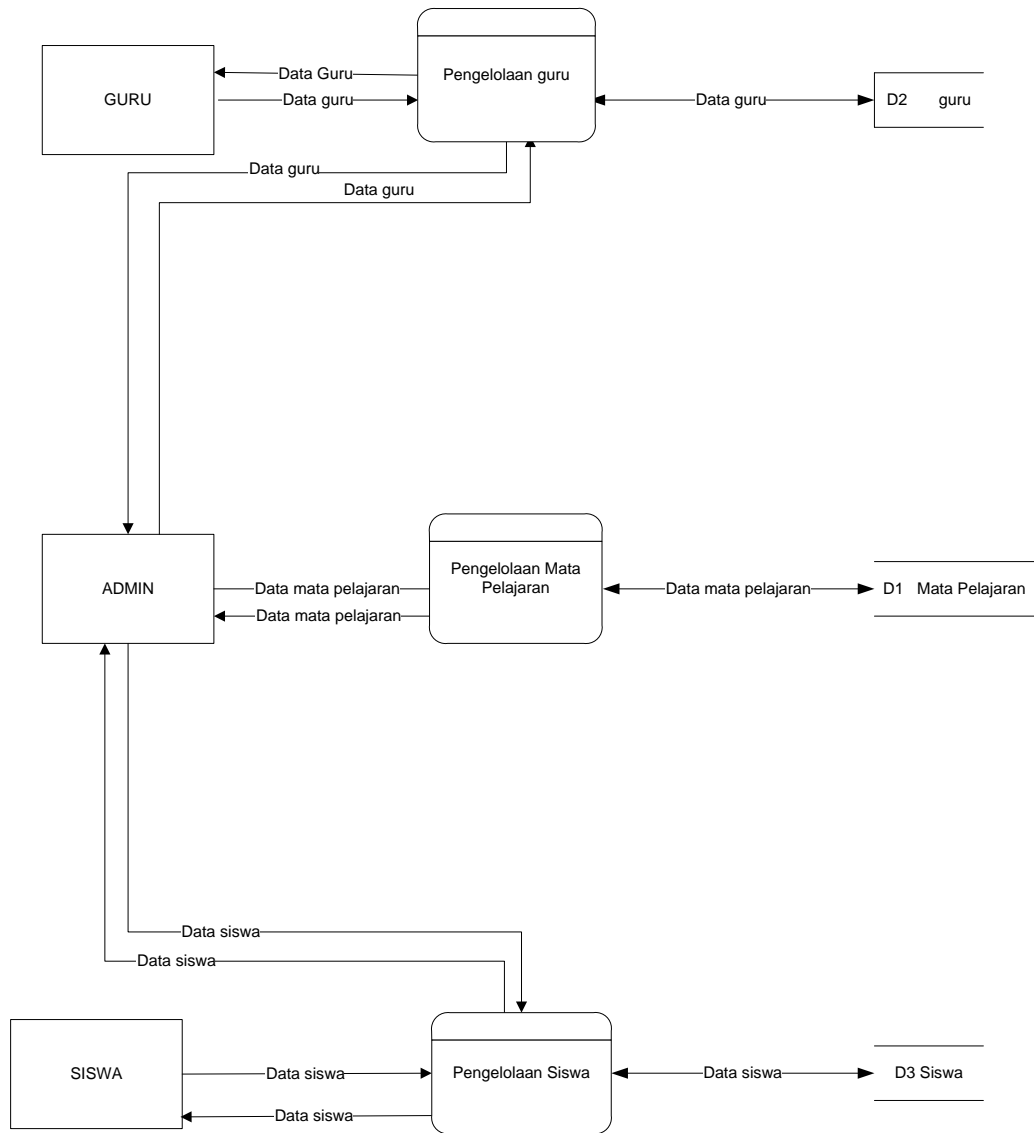 Pengelolaan guru
Data Guru
GURU
Data guru
Data guru
D2 guru
Data guru
Data guru
Pengelolaan Mata
Pelajaran
ADMIN
Data mata pelajaran
Data mata pelajaran
D1 Mata Pelajaran
Data mata pelajaran
Data siswa
Data siswa
SISWA
Data siswa
Pengelolaan Siswa
Data siswa
D3 Siswa
Data siswa